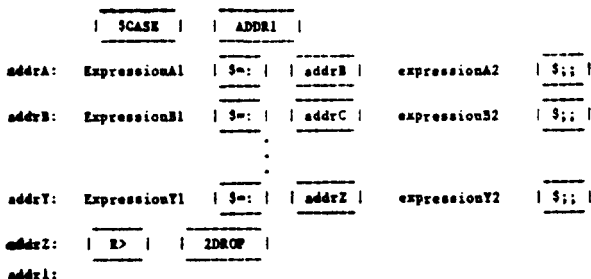 | $CASE | | ADDR1 |
addrA: ExpressionA1 | $=: | | addrB | expressionA2 | $;; |
addrB: ExpressionB1 | $=: | | addrC | expressionB2 | $;; |
.
.
.
addrY: ExpressionY1 | $=: | | addrZ | expressionY2 | $;; |
addrZ: | R> | | 2DROP |
addr1: